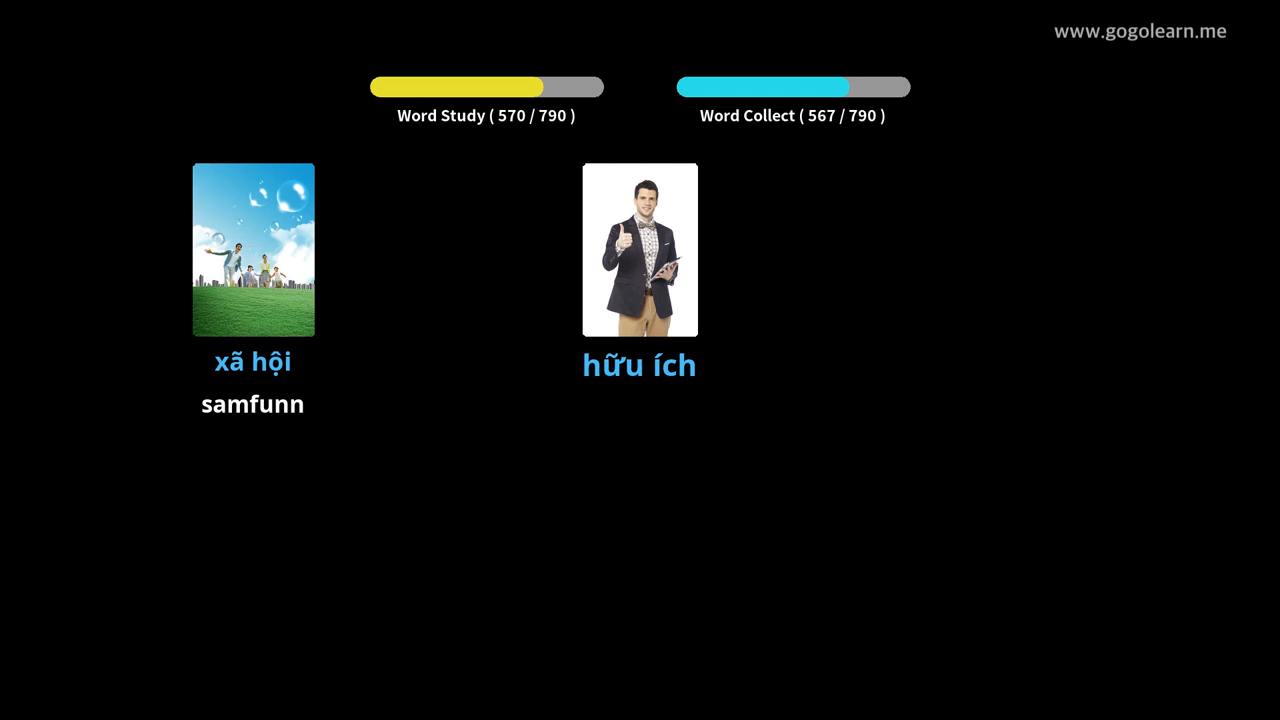 www.gogolearn.me
Word Study ( 570 / 790 )
Word Collect ( 567 / 790 )
xã hội
samfunn
hữu ích